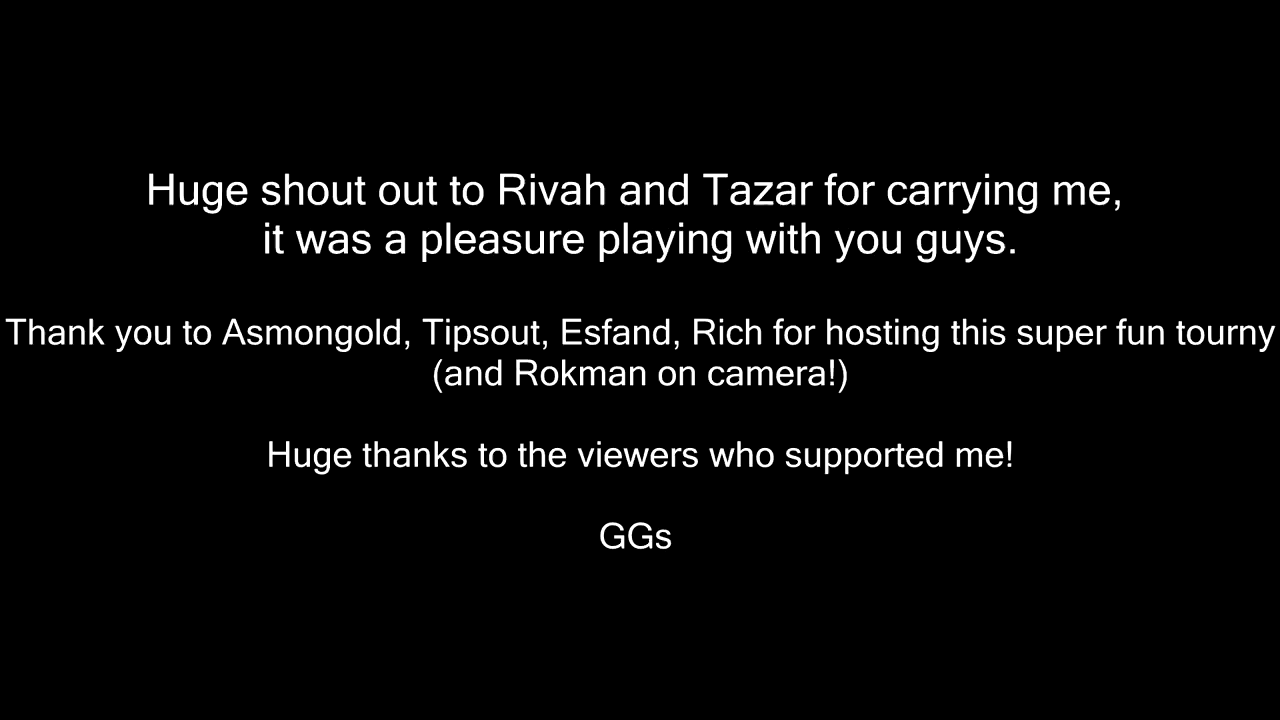 Huge shout out to Rivah and Tazar for carrying me,
it was a pleasure playing with you guys.
Thank you to Asmongold, Tipsout, Esfand, Rich for hosting this super fun tourny
(and Rokman on camera!)
Huge thanks to the viewers who supported me!
GGs